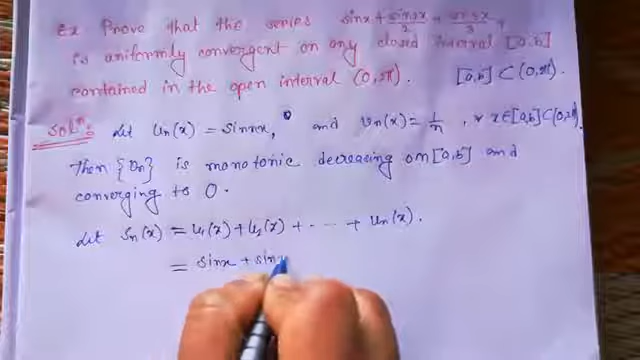 Ex Prove that the series sinx + sin2x/2 + sin3x/3 +
is uniformly convergent on any closed interval [a,b]
contained in the open interval (0,2π). [a,b] ⊂ (0,2π).
Soln: Let Un(x) = sinnx, and Vn(x) = 1/n, ∀ x∈[a,b]⊂(0,2π).
Then {Vn} is monotonic decreasing on [a,b] and
converging to 0.
Let Sn(x) = U1(x) + U2(x) + ... + Un(x).
= sinx + sin